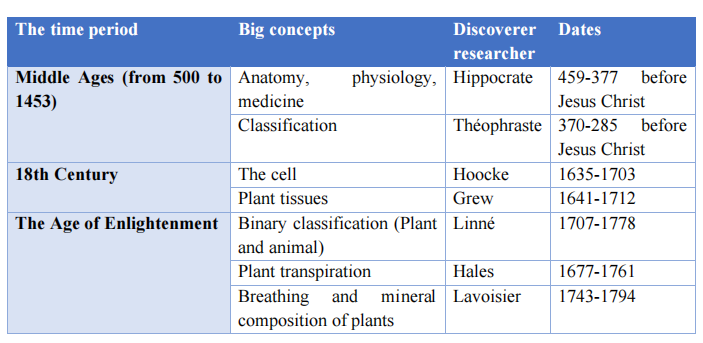 The time period Big concepts Discoverer Dates
researcher
Middle Ages (from 500 to Anatomy, physiology, Hippocrate 459-377 before
1453) medicine Jesus Christ
Classification Théophraste 370-285 before
Jesus Christ
18th Century The cell Hoocke 1635-1703
Plant tissues Grew 1641-1712
The Age of Enlightenment Binary classification (Plant Linné 1707-1778
and animal)
Plant transpiration Hales 1677-1761
Breathing and mineral Lavoisier 1743-1794
composition of plants